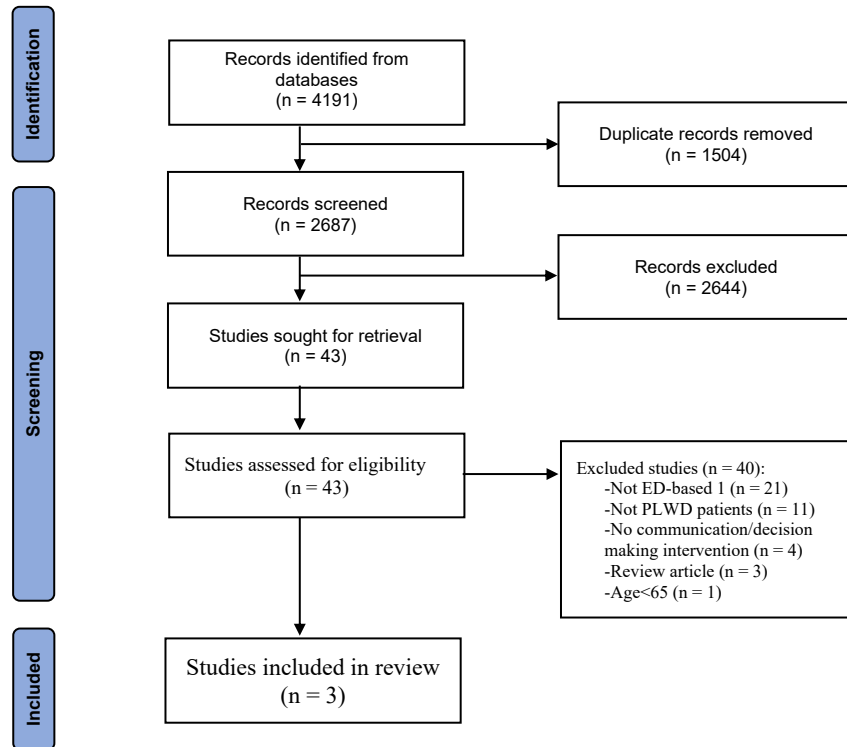 Identification
Records identified from
databases
(n = 4191)
Duplicate records removed
(n = 1504)
Screening
Records screened
(n = 2687)
Records excluded
(n = 2644)
Studies sought for retrieval
(n = 43)
Studies assessed for eligibility
(n = 43)
Excluded studies (n = 40):
-Not ED-based 1 (n = 21)
-Not PLWD patients (n = 11)
-No communication/decision
making intervention (n = 4)
-Review article (n = 3)
-Age<65 (n = 1)
Included
Studies included in review
(n = 3)